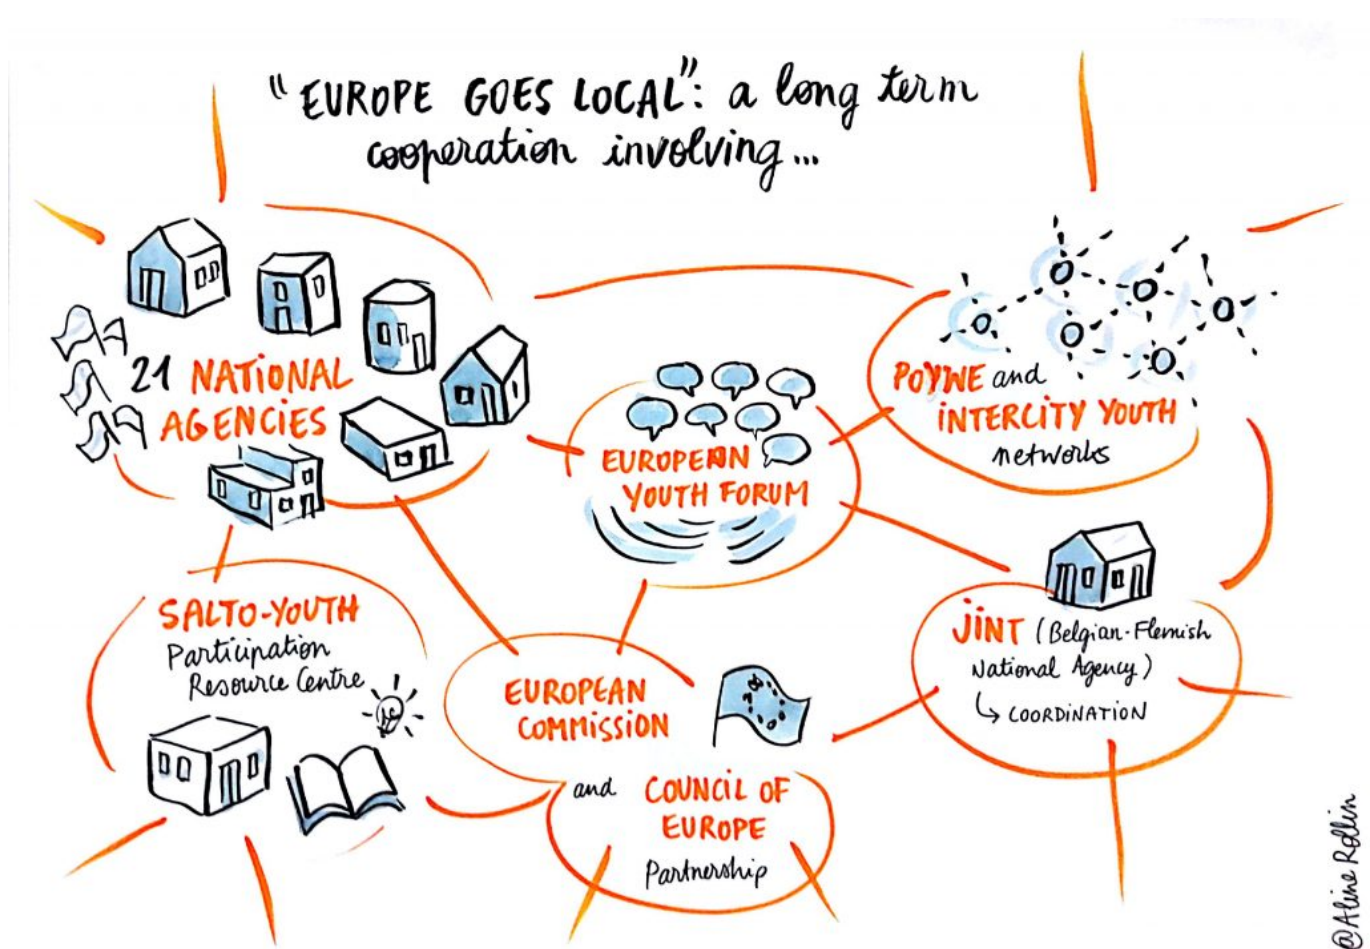 "EUROPE GOES LOCAL": a long term
cooperation involving...
21 NATIONAL
AGENCIES
POYWE and
INTERCITY YOUTH
networks
EUROPEAN
YOUTH FORUM
SALTO-YOUTH
Participation
Resource Centre
JINT (Belgian-Flemish
National Agency)
↳ COORDINATION
EUROPEAN
COMMISSION
and COUNCIL OF
EUROPE
Partnership
@Aline Rollin